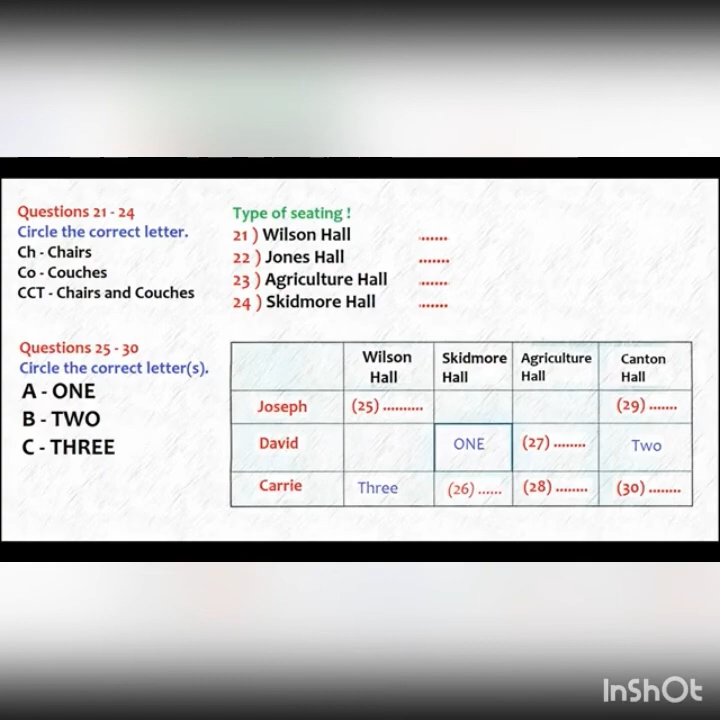 Questions 21 - 24
Circle the correct letter.
Ch - Chairs
Co - Couches
CCT - Chairs and Couches
Type of seating !
21 ) Wilson Hall .......
22 ) Jones Hall ........
23 ) Agriculture Hall .......
24 ) Skidmore Hall .......
Questions 25 - 30
Circle the correct letter(s).
A - ONE
B - TWO
C - THREE
Wilson Hall Skidmore Hall Agriculture Hall Canton Hall
Joseph (25) .......... (29) .......
David ONE (27) ........ Two
Carrie Three (26) ...... (28) ........ (30) ........
InShOt